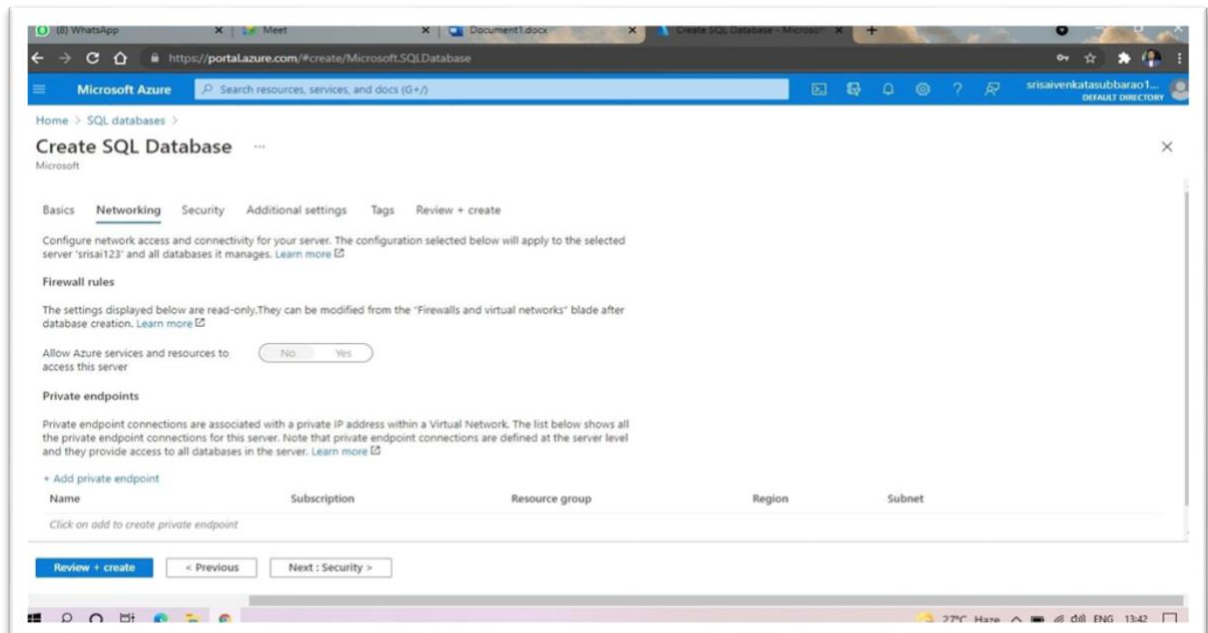 (8) WhatsApp
Meet
Document1.docx
Create SQL Database - Microsof
https://portal.azure.com/#create/Microsoft.SQLDatabase
Microsoft Azure
Search resources, services, and docs (G+/)
srisaivenkatasubbarao1...
DEFAULT DIRECTORY
Home > SQL databases >
Create SQL Database ...
Microsoft
Basics Networking Security Additional settings Tags Review + create
Configure network access and connectivity for your server. The configuration selected below will apply to the selected
server 'srisai123' and all databases it manages. Learn more
Firewall rules
The settings displayed below are read-only.They can be modified from the "Firewalls and virtual networks" blade after
database creation. Learn more
Allow Azure services and resources to
access this server
No Yes
Private endpoints
Private endpoint connections are associated with a private IP address within a Virtual Network. The list below shows all
the private endpoint connections for this server. Note that private endpoint connections are defined at the server level
and they provide access to all databases in the server. Learn more
+ Add private endpoint
Name Subscription Resource group Region Subnet
Click on add to create private endpoint
Review + create < Previous Next : Security >
27°C Haze ENG 13:42